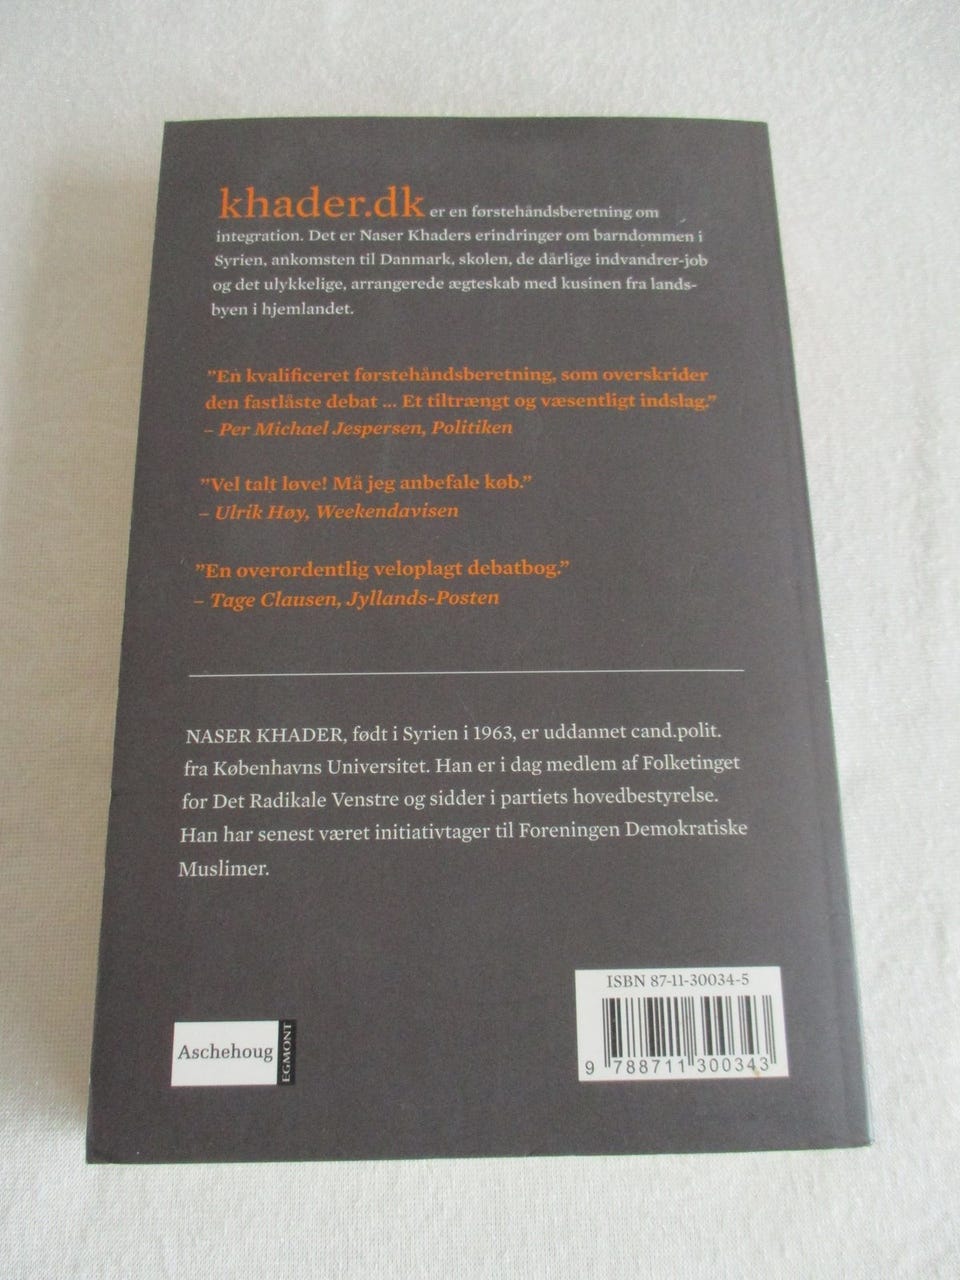 khader.dk er en førstehåndsberetning om
integration. Det er Naser Khaders erindringer om barndommen i
Syrien, ankomsten til Danmark, skolen, de dårlige indvandrer-job
og det ulykkelige, arrangerede ægteskab med kusinen fra lands-
byen i hjemlandet.
”En kvalificeret førstehåndsberetning, som overskrider
den fastlåste debat ... Et tiltrængt og væsentligt indslag.”
– Per Michael Jespersen, Politiken
”Vel talt løve! Må jeg anbefale køb.”
– Ulrik Høy, Weekendavisen
”En overordentlig veloplagt debatbog.”
– Tage Clausen, Jyllands-Posten
NASER KHADER, født i Syrien i 1963, er uddannet cand.polit.
fra Københavns Universitet. Han er i dag medlem af Folketinget
for Det Radikale Venstre og sidder i partiets hovedbestyrelse.
Han har senest været initiativtager til Foreningen Demokratiske
Muslimer.
ISBN 87-11-30034-5
9 788711 300343
Aschehoug
EGMONT